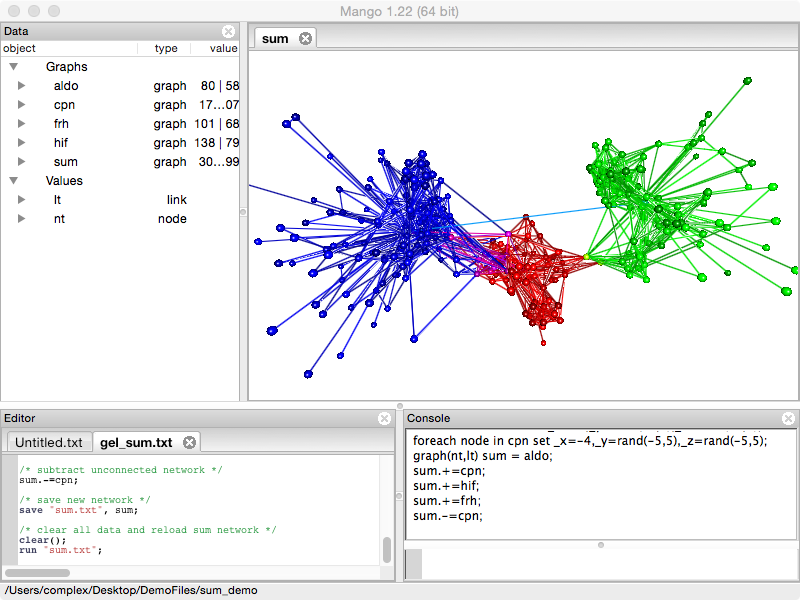 Mango 1.22 (64 bit)
Data
object type value
Graphs
aldo graph 80 | 58
cpn graph 17...07
frh graph 101 | 68
hif graph 138 | 79
sum graph 30...99
Values
lt link
nt node
sum
Editor
Untitled.txt gel_sum.txt
/* subtract unconnected network */
sum.-=cpn;
/* save new network */
save "sum.txt", sum;
/* clear all data and reload sum network */
clear();
run "sum.txt";
Console
foreach node in cpn set _x=-4,_y=rand(-5,5),_z=rand(-5,5);
graph(nt,lt) sum = aldo;
sum.+=cpn;
sum.+=hif;
sum.+=frh;
sum.-=cpn;
/Users/complex/Desktop/DemoFiles/sum_demo